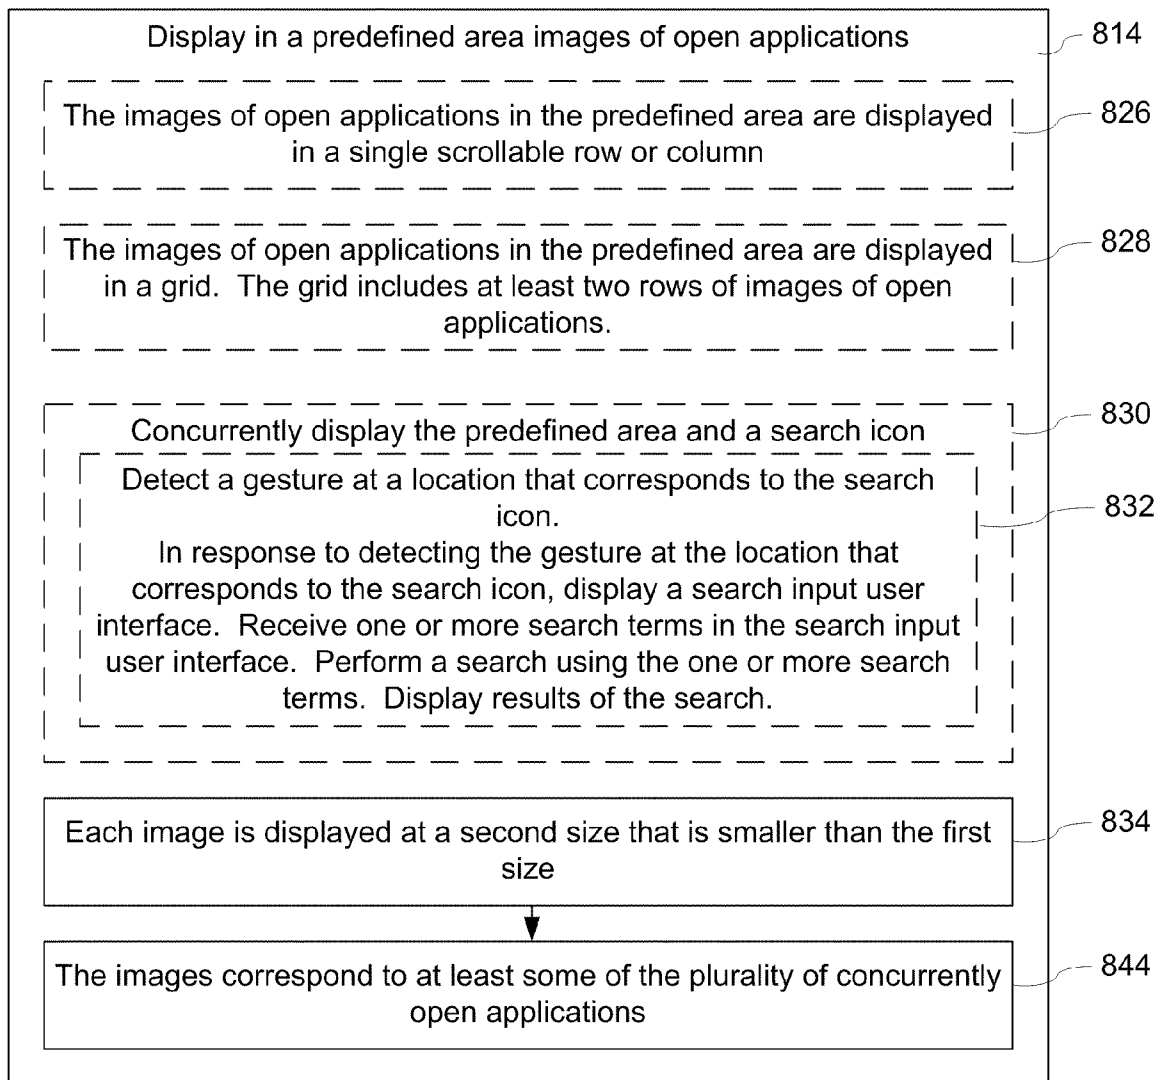 Display in a predefined area images of open applications
814
The images of open applications in the predefined area are displayed
in a single scrollable row or column
826
The images of open applications in the predefined area are displayed
in a grid. The grid includes at least two rows of images of open
applications.
828
Concurrently display the predefined area and a search icon
830
Detect a gesture at a location that corresponds to the search
icon.
In response to detecting the gesture at the location that
corresponds to the search icon, display a search input user
interface. Receive one or more search terms in the search input
user interface. Perform a search using the one or more search
terms. Display results of the search.
832
Each image is displayed at a second size that is smaller than the first
size
834
The images correspond to at least some of the plurality of concurrently
open applications
844